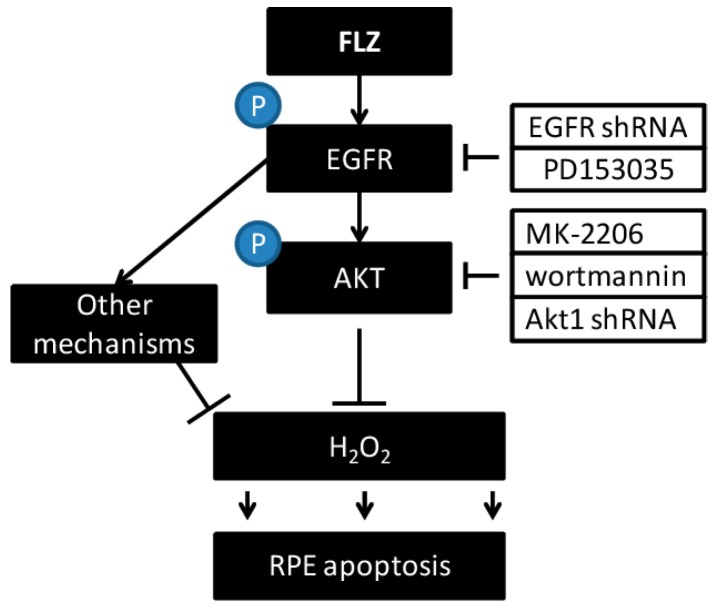 FLZ
P
EGFR
EGFR shRNA
PD153035
P
AKT
MK-2206
wortmannin
Akt1 shRNA
Other
mechanisms
H₂O₂
RPE apoptosis